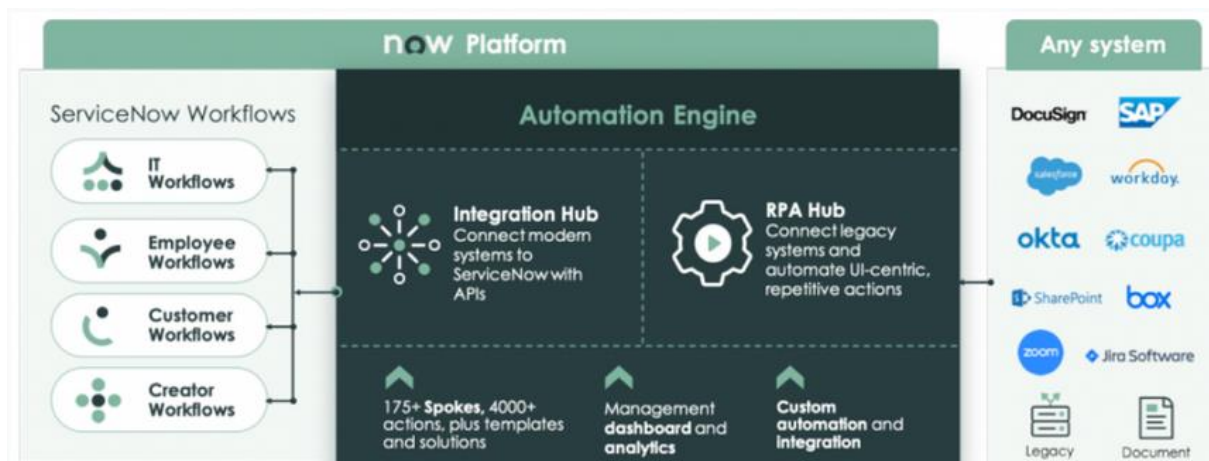 now Platform
Any system
ServiceNow Workflows
IT
Workflows
Employee
Workflows
Customer
Workflows
Creator
Workflows
Automation Engine
Integration Hub
Connect modern
systems to
ServiceNow with
APIs
RPA Hub
Connect legacy
systems and
automate UI-centric,
repetitive actions
175+ Spokes, 4000+
actions, plus templates
and solutions
Management
dashboard and
analytics
Custom
automation and
integration
DocuSign
SAP
salesforce
workday.
okta
coupa
S SharePoint
box
zoom
Jira Software
Legacy
Document